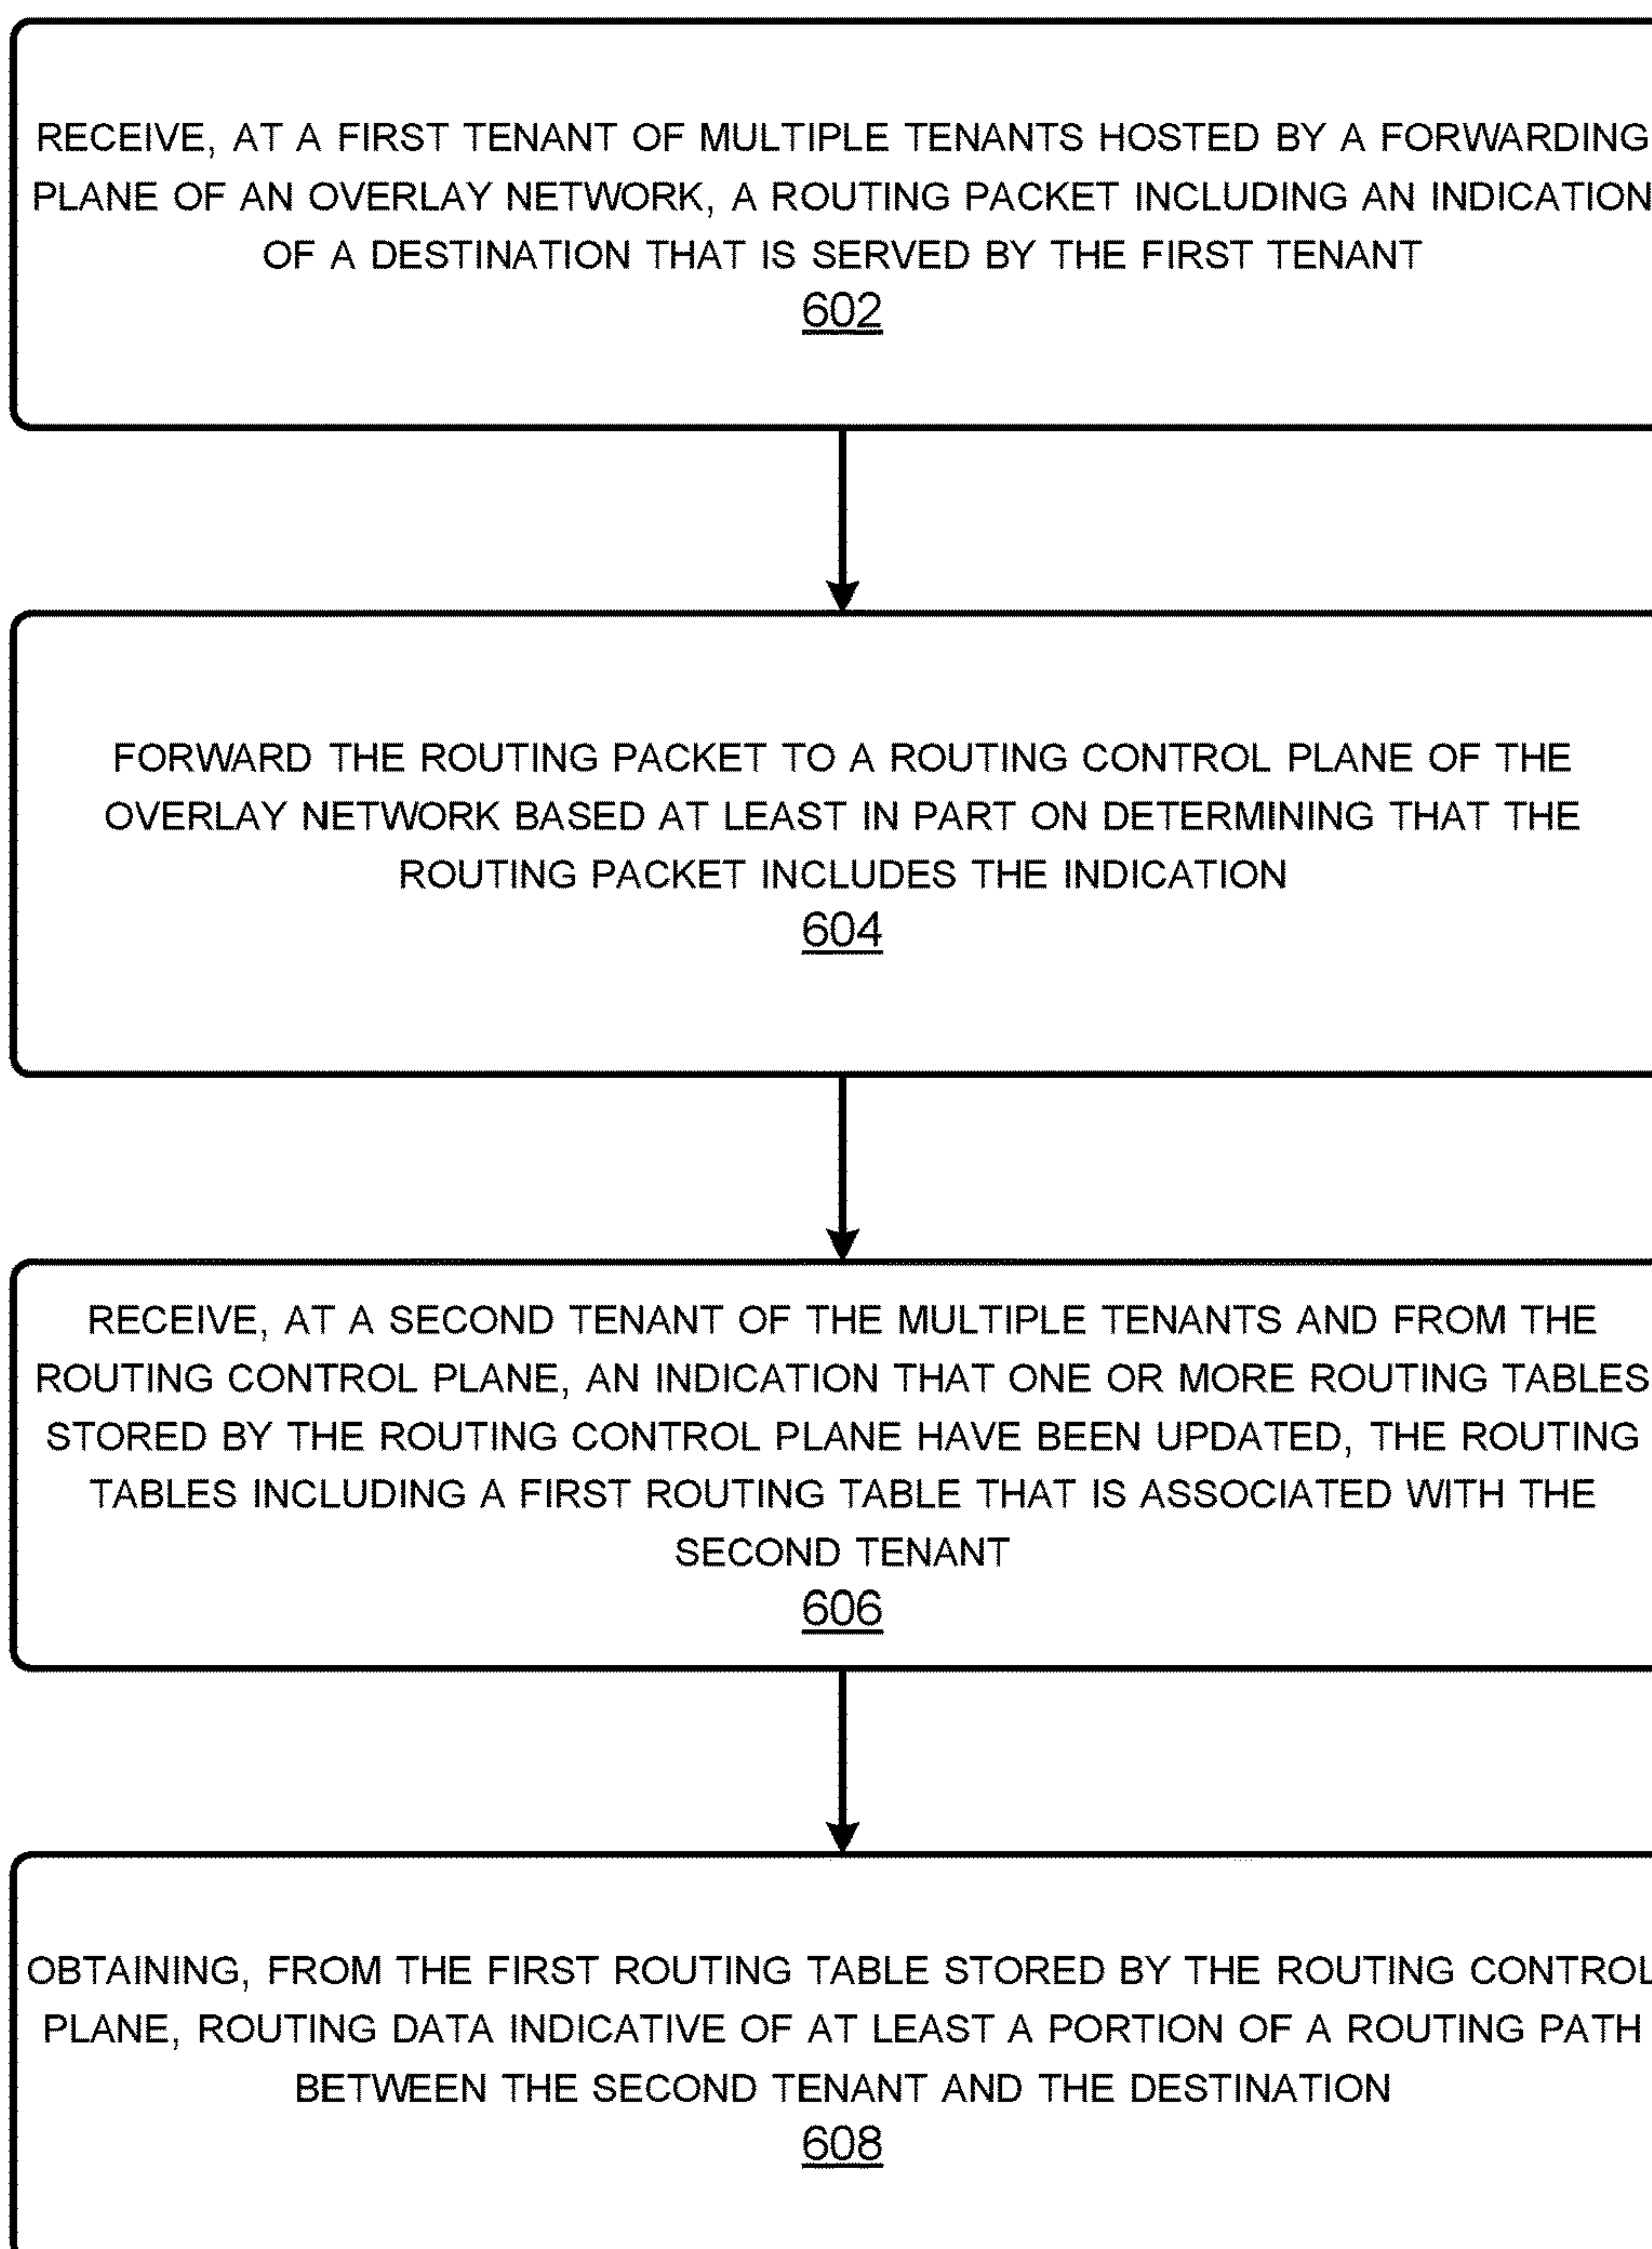 RECEIVE, AT A FIRST TENANT OF MULTIPLE TENANTS HOSTED BY A FORWARDING
PLANE OF AN OVERLAY NETWORK, A ROUTING PACKET INCLUDING AN INDICATION
OF A DESTINATION THAT IS SERVED BY THE FIRST TENANT
602
FORWARD THE ROUTING PACKET TO A ROUTING CONTROL PLANE OF THE
OVERLAY NETWORK BASED AT LEAST IN PART ON DETERMINING THAT THE
ROUTING PACKET INCLUDES THE INDICATION
604
RECEIVE, AT A SECOND TENANT OF THE MULTIPLE TENANTS AND FROM THE
ROUTING CONTROL PLANE, AN INDICATION THAT ONE OR MORE ROUTING TABLES
STORED BY THE ROUTING CONTROL PLANE HAVE BEEN UPDATED, THE ROUTING
TABLES INCLUDING A FIRST ROUTING TABLE THAT IS ASSOCIATED WITH THE
SECOND TENANT
606
OBTAINING, FROM THE FIRST ROUTING TABLE STORED BY THE ROUTING CONTROL
PLANE, ROUTING DATA INDICATIVE OF AT LEAST A PORTION OF A ROUTING PATH
BETWEEN THE SECOND TENANT AND THE DESTINATION
608